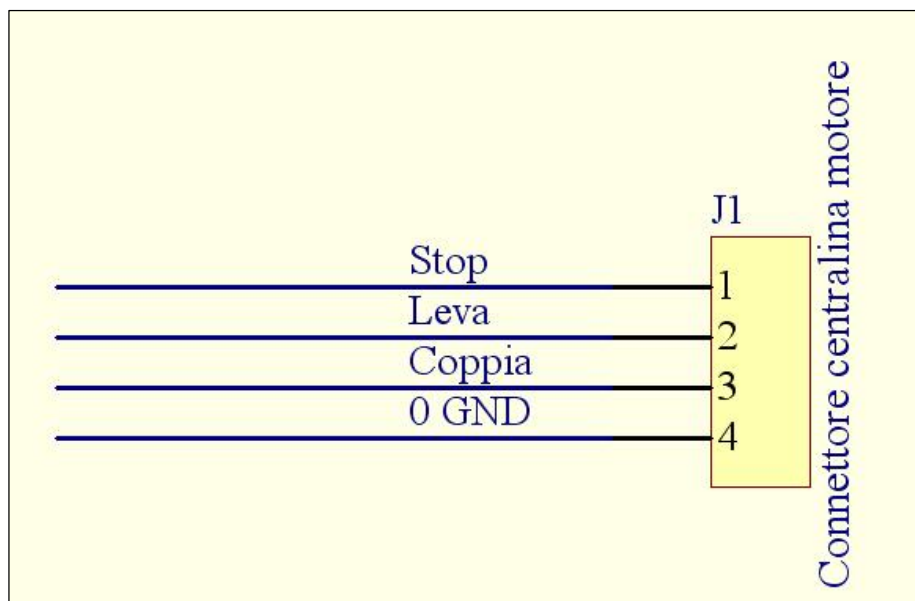 J1
Stop
1
Leva
2
Coppia
3
0 GND
4
Connettore centralina motore